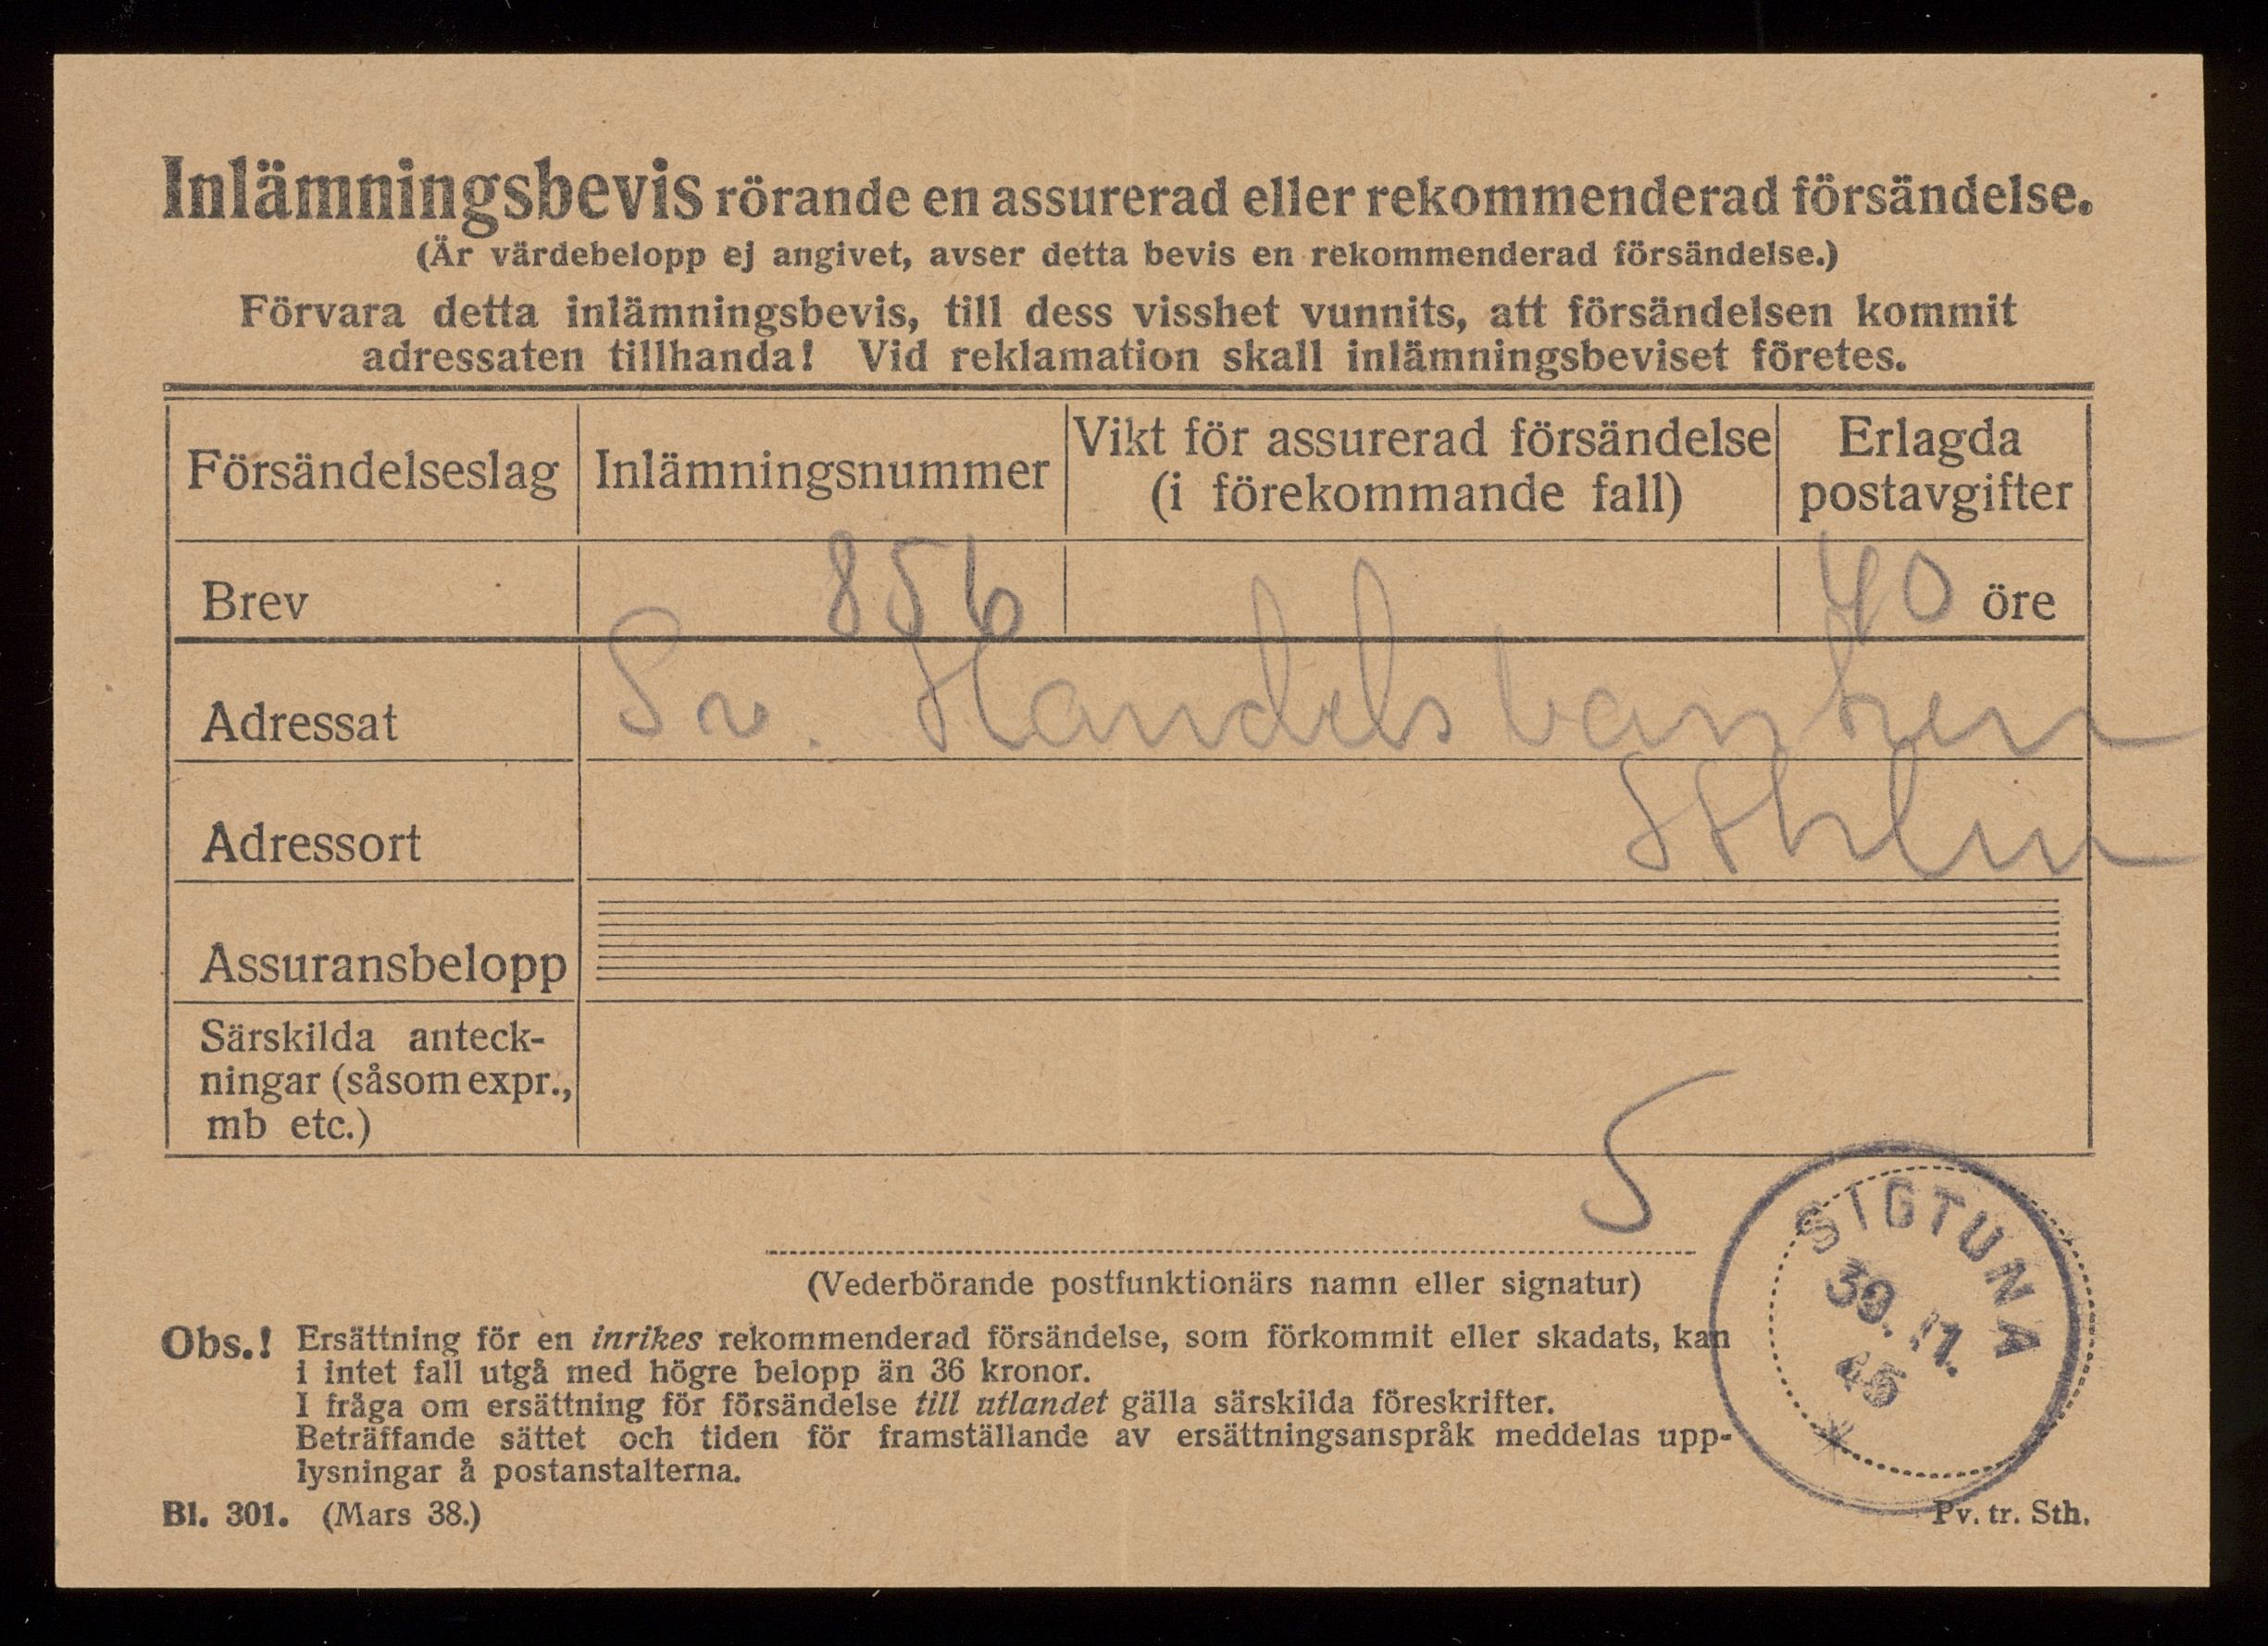 Inlämningsbevis rörande en assurerad eller rekommenderad försändelse.
(Är värdebelopp ej angivet, avser detta bevis en rekommenderad försändelse.)
Förvara detta inlämningsbevis, till dess visshet vunnits, att försändelsen kommit
adressaten tillhanda! Vid reklamation skall inlämningsbeviset företes.
Försändelseslag
Inlämningsnummer
Vikt för assurerad försändelse
(i förekommande fall)
Erlagda
postavgifter
Brev
856
40 öre
Adressat
Sv. Handelsbanken
Adressort
Sthlm
Assuransbelopp
Särskilda anteck-
ningar (såsom expr.,
mb etc.)
S
(Vederbörande postfunktionärs namn eller signatur)
SIGTUNA
30. 11.
45
Obs.! Ersättning för en inrikes rekommenderad försändelse, som förkommit eller skadats, kan
i intet fall utgå med högre belopp än 36 kronor.
I fråga om ersättning för försändelse till utlandet gälla särskilda föreskrifter.
Beträffande sättet och tiden för framställande av ersättningsanspråk meddelas upp-
lysningar å postanstalterna.
Bl. 301. (Mars 38.)
Pv. tr. Sth.